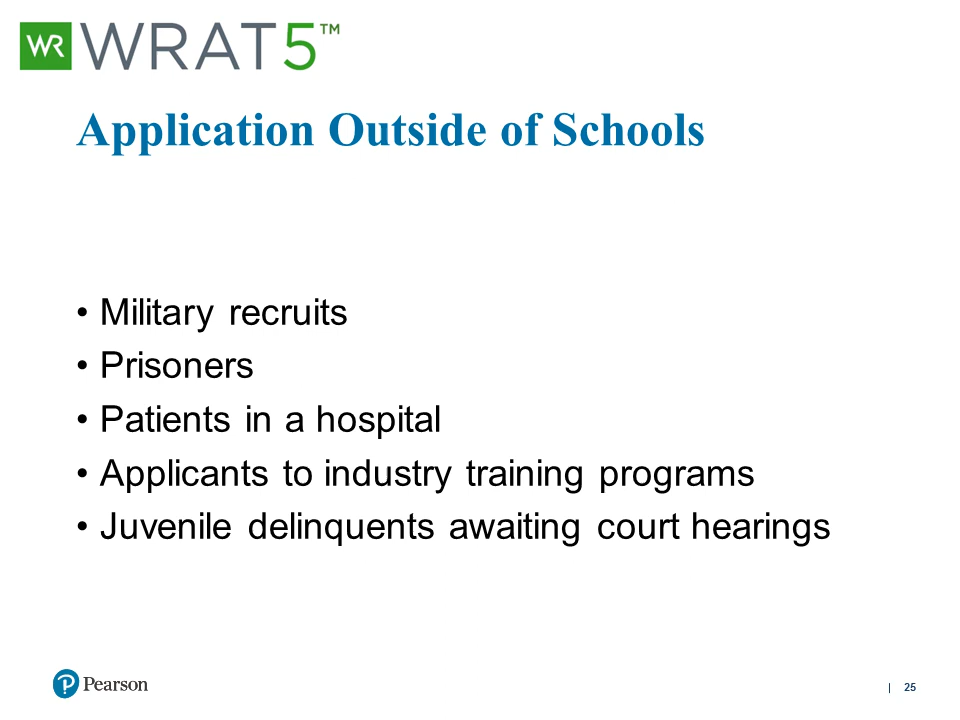 WR WRAT5™
Application Outside of Schools
• Military recruits
• Prisoners
• Patients in a hospital
• Applicants to industry training programs
• Juvenile delinquents awaiting court hearings
P Pearson
| 25